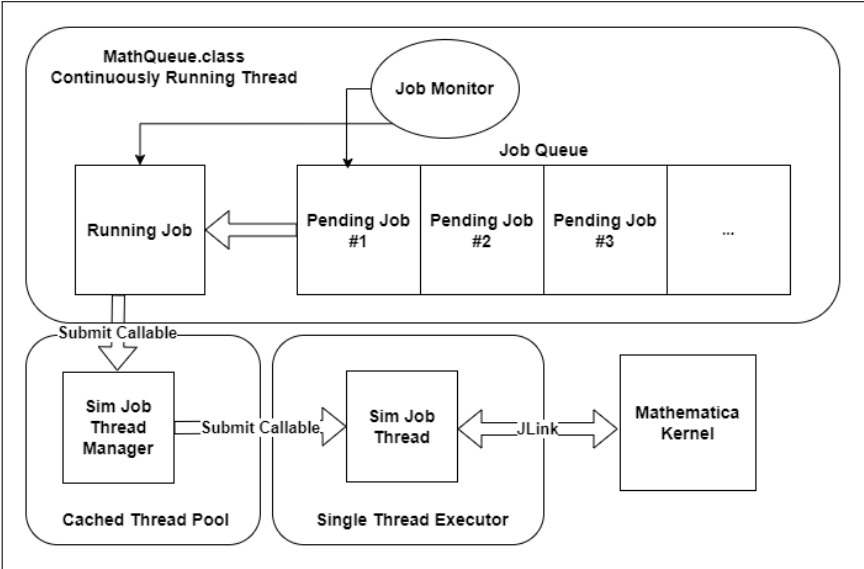 MathQueue.class
Continuously Running Thread
Job Monitor
Job Queue
Running Job
Pending Job
#1
Pending Job
#2
Pending Job
#3
...
Submit Callable
Sim Job
Thread
Manager
Submit Callable
Sim Job
Thread
JLink
Mathematica
Kernel
Cached Thread Pool
Single Thread Executor